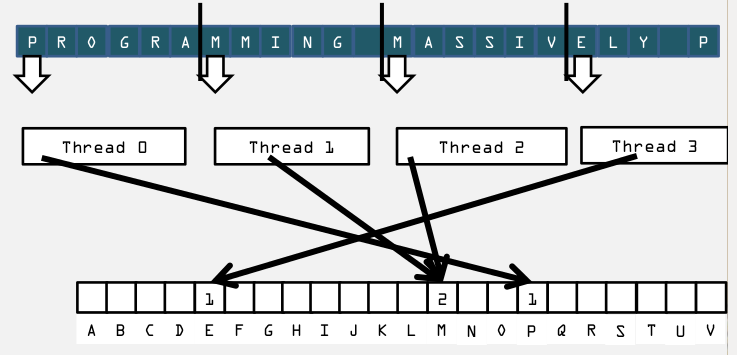 P R O G R A M M I N G M A S S I V E L Y P
Thread 0 Thread 1 Thread 2 Thread 3
1 2 1
A B C D E F G H I J K L M N O P Q R S T U V